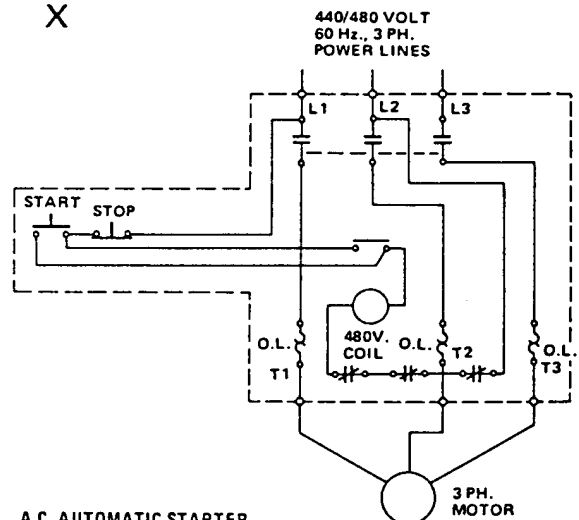 X
440/480 VOLT
60 Hz., 3 PH.
POWER LINES
L1
L2
L3
START
STOP
O.L.
480V.
COIL
O.L.
T2
O.L.
T1
T3
3 PH.
MOTOR
A.C. AUTOMATIC STARTER